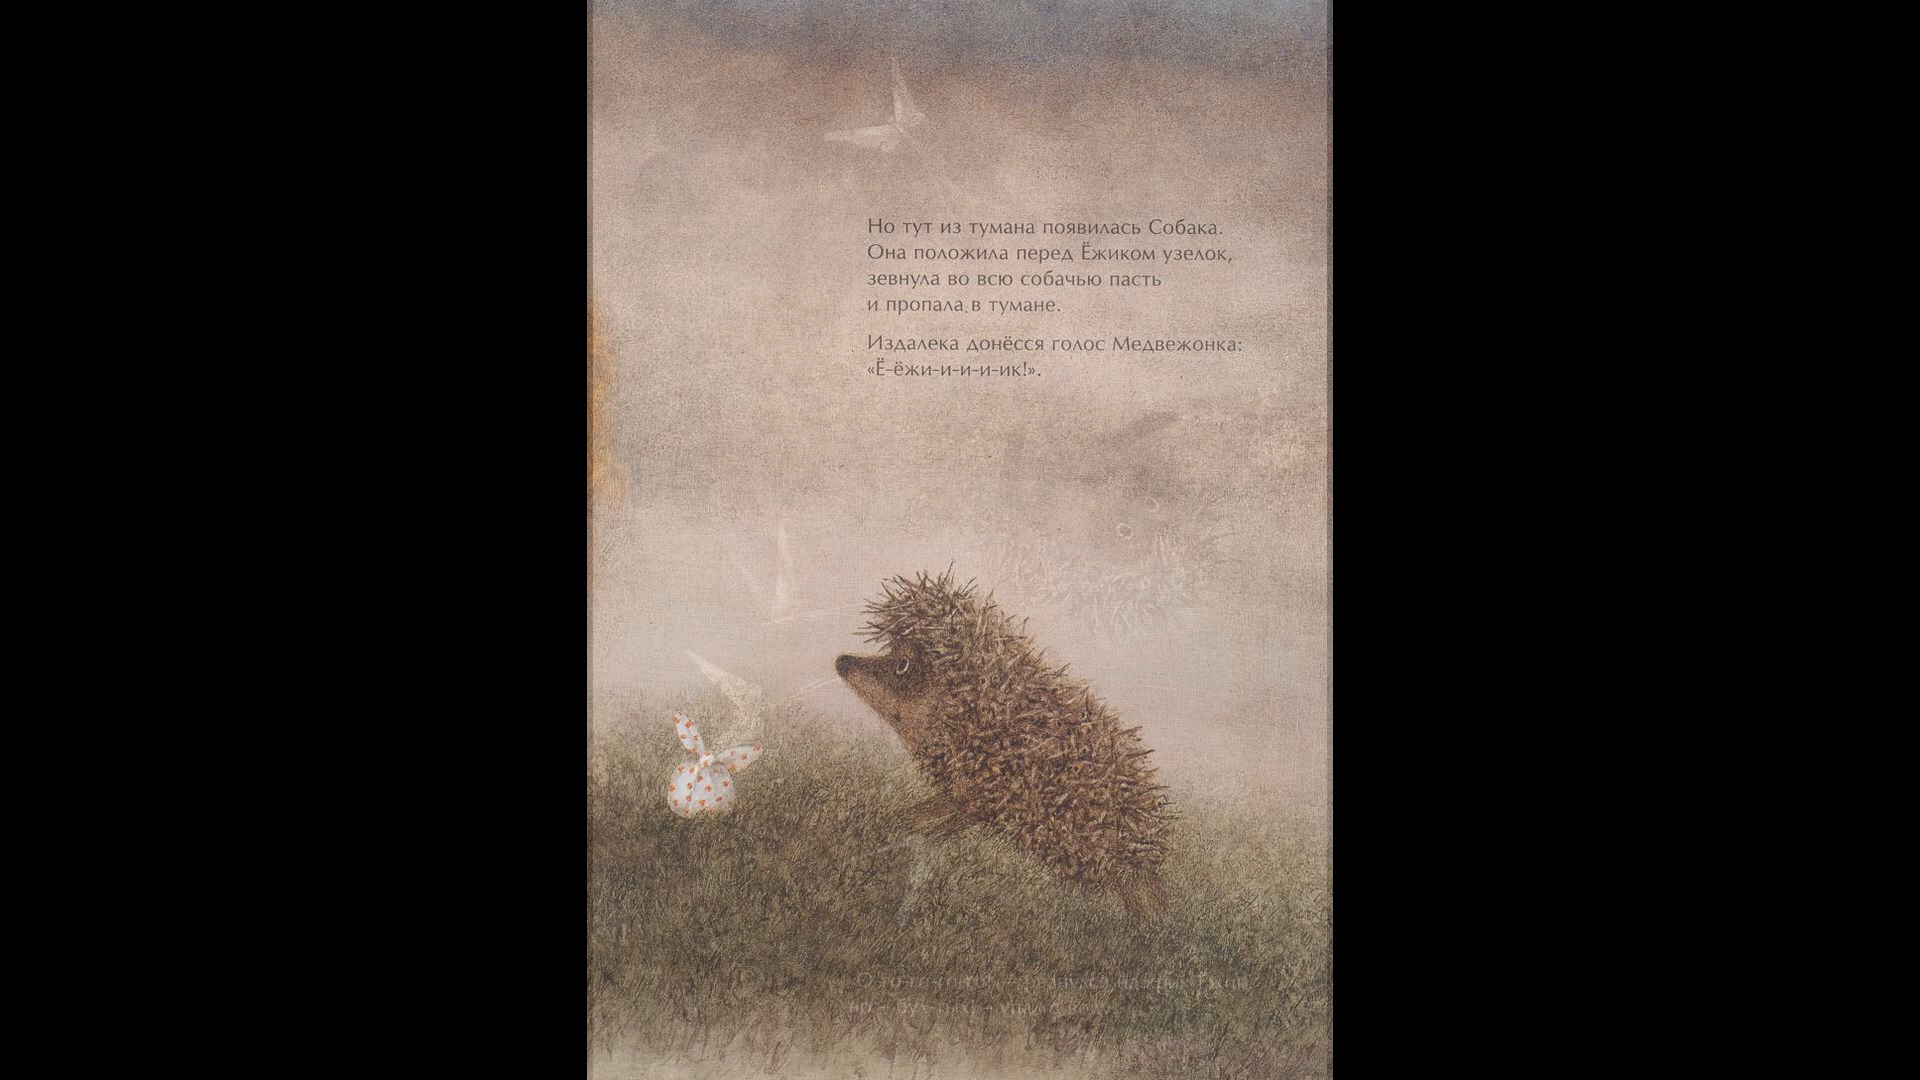 Но тут из тумана появилась Собака.
Она положила перед Ёжиком узелок,
зевнула во всю собачью пасть
и пропала в тумане.
Издалека донёсся голос Медвежонка:
«Ё-ёжи-и-и-и-ик!».